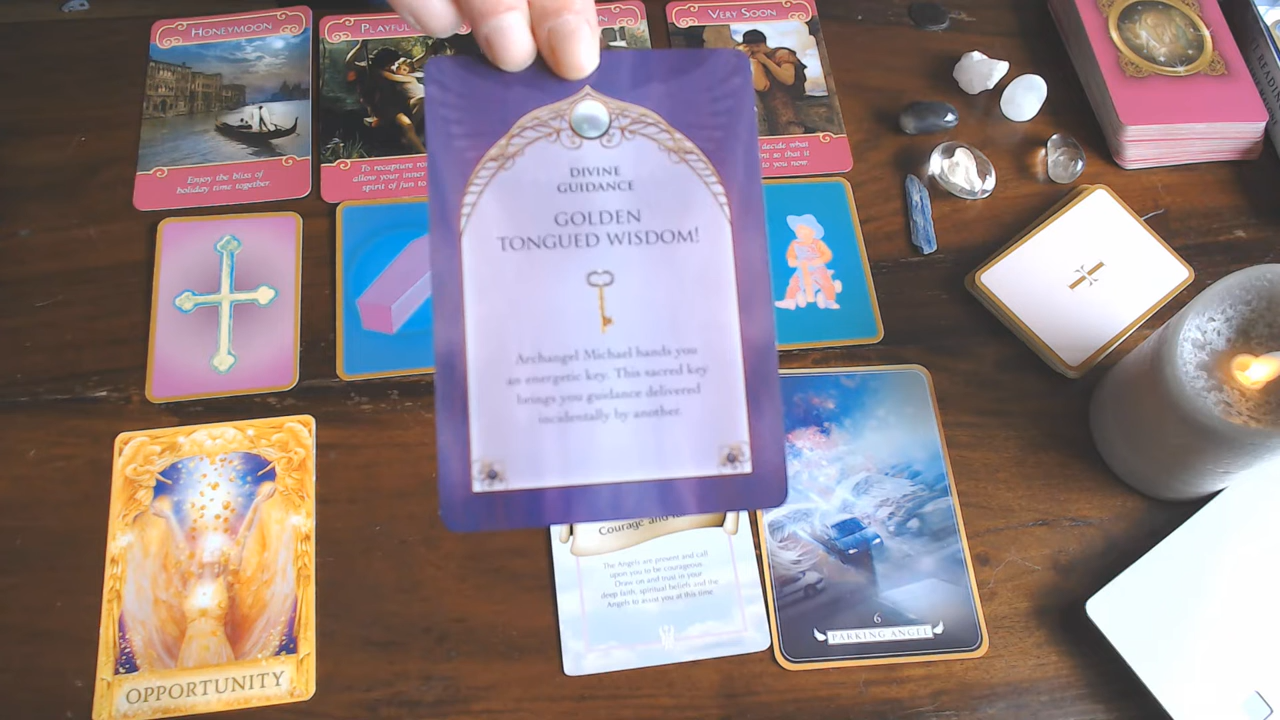 HONEYMOON
Enjoy the bliss of
holiday time together.
PLAYFUL
To recapture
allow your inner
spirit of fun to
VERY SOON
decide what
so that it
to you now.
DIVINE
GUIDANCE
GOLDEN
TONGUED WISDOM!
Archangel Michael hands you
an energetic key. This sacred key
brings you guidance delivered
incidentally by another.
OPPORTUNITY
Courage and
The Angels are present and call
upon you to be courageous.
Draw on and trust in your
deep faith, spiritual beliefs and the
Angels to assist you at this time.
6
PARKING ANGEL